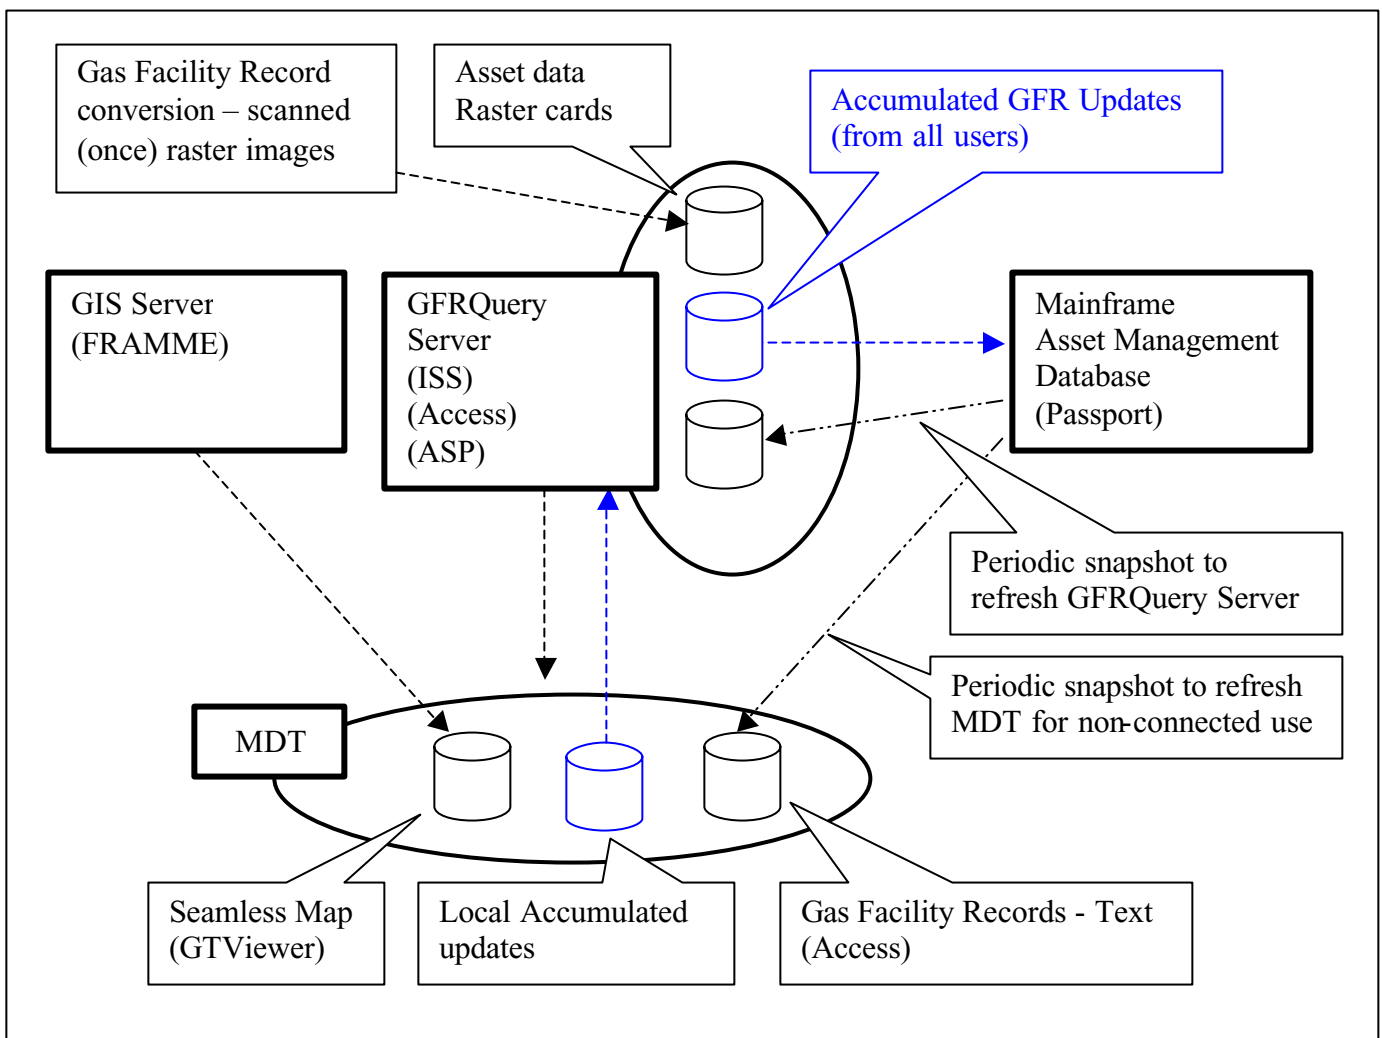 Gas Facility Record
conversion – scanned
(once) raster images
Asset data
Raster cards
Accumulated GFR Updates
(from all users)
GIS Server
(FRAMME)
GFRQuery
Server
(ISS)
(Access)
(ASP)
Mainframe
Asset Management
Database
(Passport)
Periodic snapshot to
refresh GFRQuery Server
Periodic snapshot to refresh
MDT for non-connected use
MDT
Seamless Map
(GTViewer)
Local Accumulated
updates
Gas Facility Records - Text
(Access)